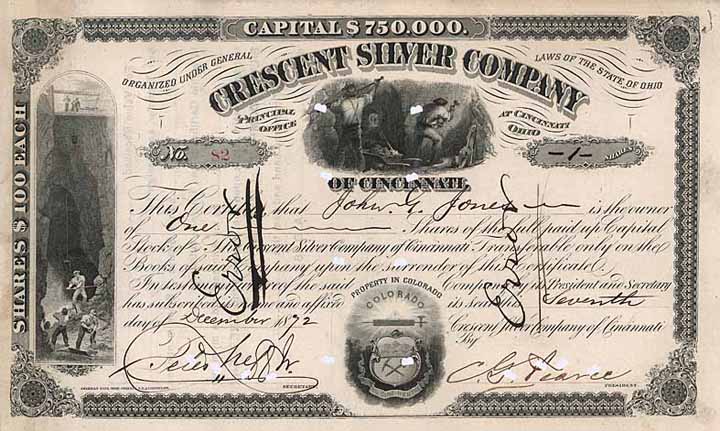 CAPITAL $750.000.
ORGANIZED UNDER GENERAL LAWS OF THE STATE OF OHIO
CRESCENT SILVER COMPANY
PRINCIPAL OFFICE AT CINCINNATI OHIO
No. 82 -1- SHARES
OF CINCINNATI,
SHARES $100 EACH
This Certifies that John G. Jones is the owner
of One Shares of the full paid up Capital
Stock of The Crescent Silver Company of Cincinnati Transferable only on the
Books of said Company upon the surrender of this Certificate.
In testimony whereof the said Company by its President and Secretary
has subscribed its name and affixed its seal this Seventh
day of December 1872
Crescent Silver Company of Cincinnati
By
PROPERTY IN COLORADO
COLORADO
Error
Error
SECRETARY
C. G. Pearce
PRESIDENT